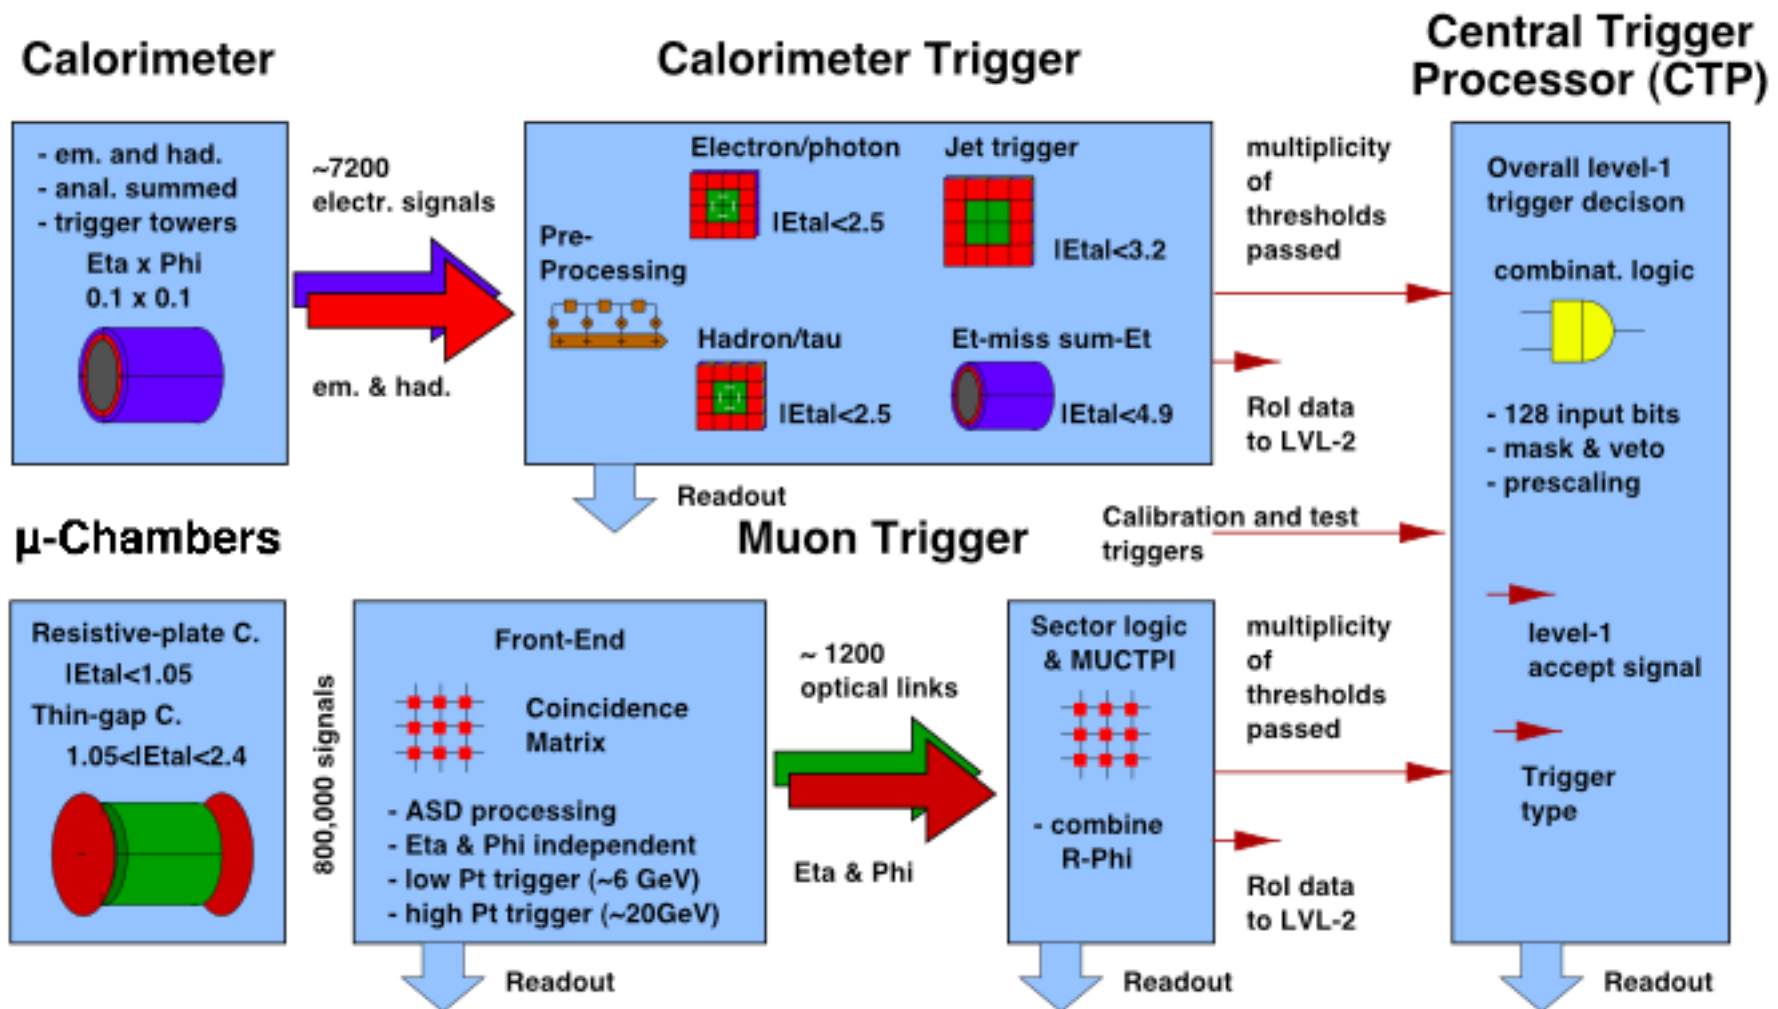 Calorimeter
- em. and had.
- anal. summed
- trigger towers
Eta x Phi
0.1 x 0.1
~7200
electr. signals
em. & had.
Calorimeter Trigger
Electron/photon
|Eta|<2.5
Jet trigger
|Eta|<3.2
Pre-
Processing
Hadron/tau
|Eta|<2.5
Et-miss sum-Et
|Eta|<4.9
Readout
multiplicity
of
thresholds
passed
RoI data
to LVL-2
Calibration and test
triggers
Central Trigger
Processor (CTP)
Overall level-1
trigger decison
combinat. logic
- 128 input bits
- mask & veto
- prescaling
level-1
accept signal
Trigger
type
Readout
μ-Chambers
Resistive-plate C.
|Eta|<1.05
Thin-gap C.
1.05<|Eta|<2.4
800,000 signals
Muon Trigger
Front-End
Coincidence
Matrix
- ASD processing
- Eta & Phi independent
- low Pt trigger (~6 GeV)
- high Pt trigger (~20GeV)
Readout
~ 1200
optical links
Eta & Phi
Sector logic
& MUCTPI
- combine
R-Phi
Readout
multiplicity
of
thresholds
passed
RoI data
to LVL-2